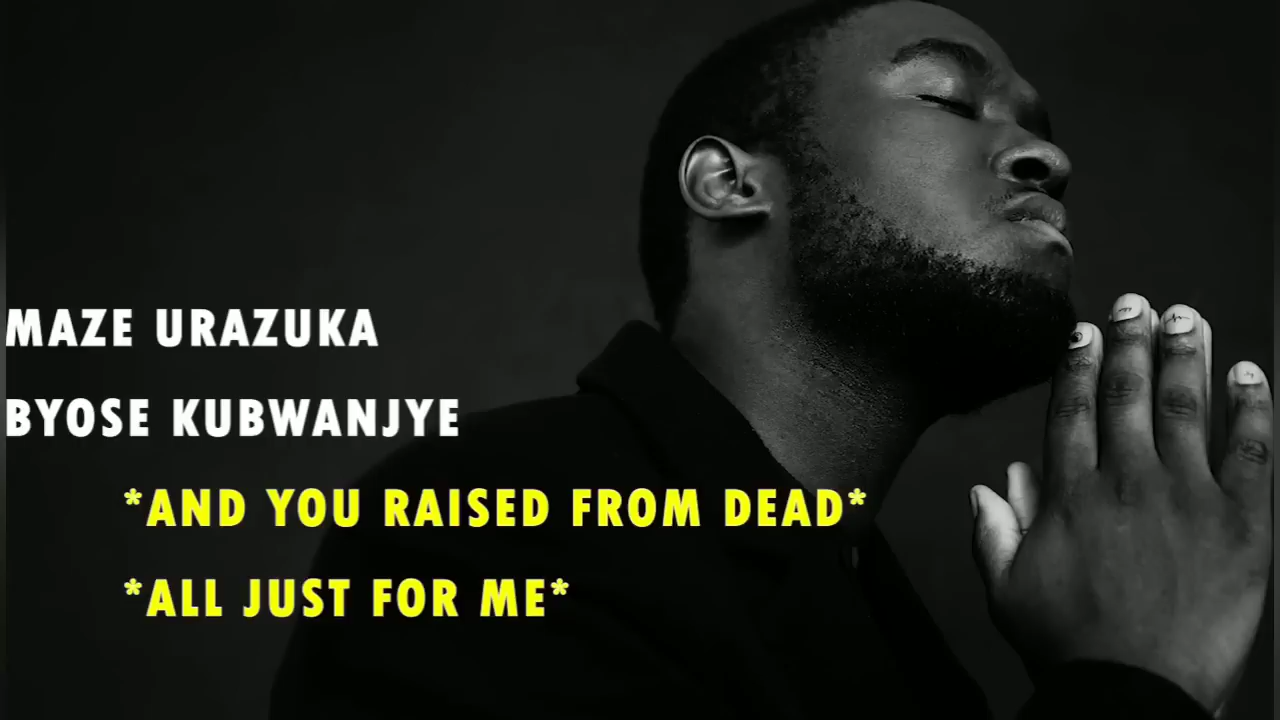 MAZE URAZUKA
BYOSE KUBWANJYE
*AND YOU RAISED FROM DEAD*
*ALL JUST FOR ME*